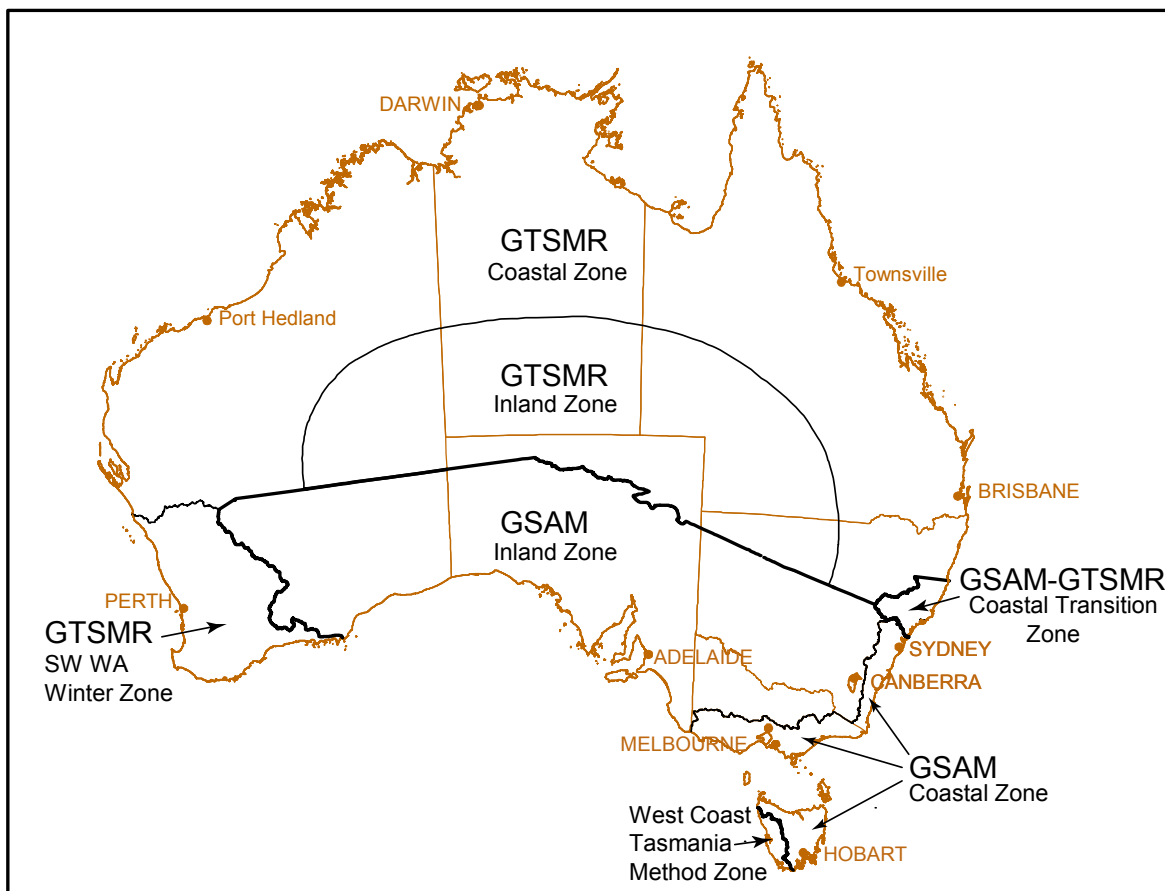 DARWIN
GTSMR
Coastal Zone
Townsville
Port Hedland
GTSMR
Inland Zone
BRISBANE
GSAM
Inland Zone
GSAM-GTSMR
Coastal Transition
Zone
PERTH
GTSMR
SW WA
Winter Zone
SYDNEY
ADELAIDE
CANBERRA
MELBOURNE
GSAM
Coastal Zone
West Coast
Tasmania
Method Zone
HOBART